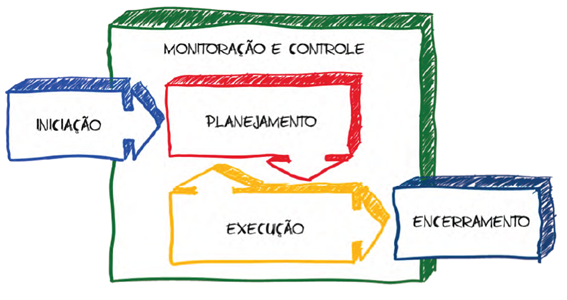 MONITORAÇÃO E CONTROLE
INICIAÇÃO
PLANEJAMENTO
EXECUÇÃO
ENCERRAMENTO